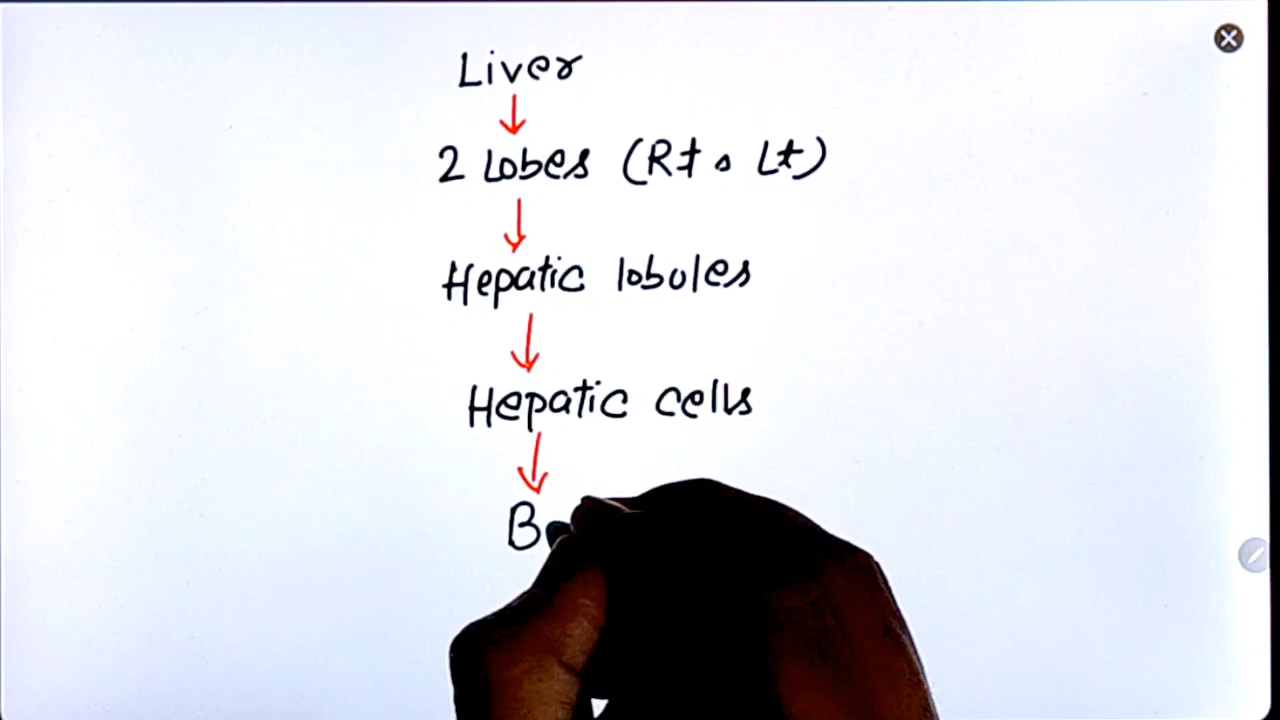 Liver
2 Lobes (Rt & Lt)
Hepatic lobules
Hepatic cells
B